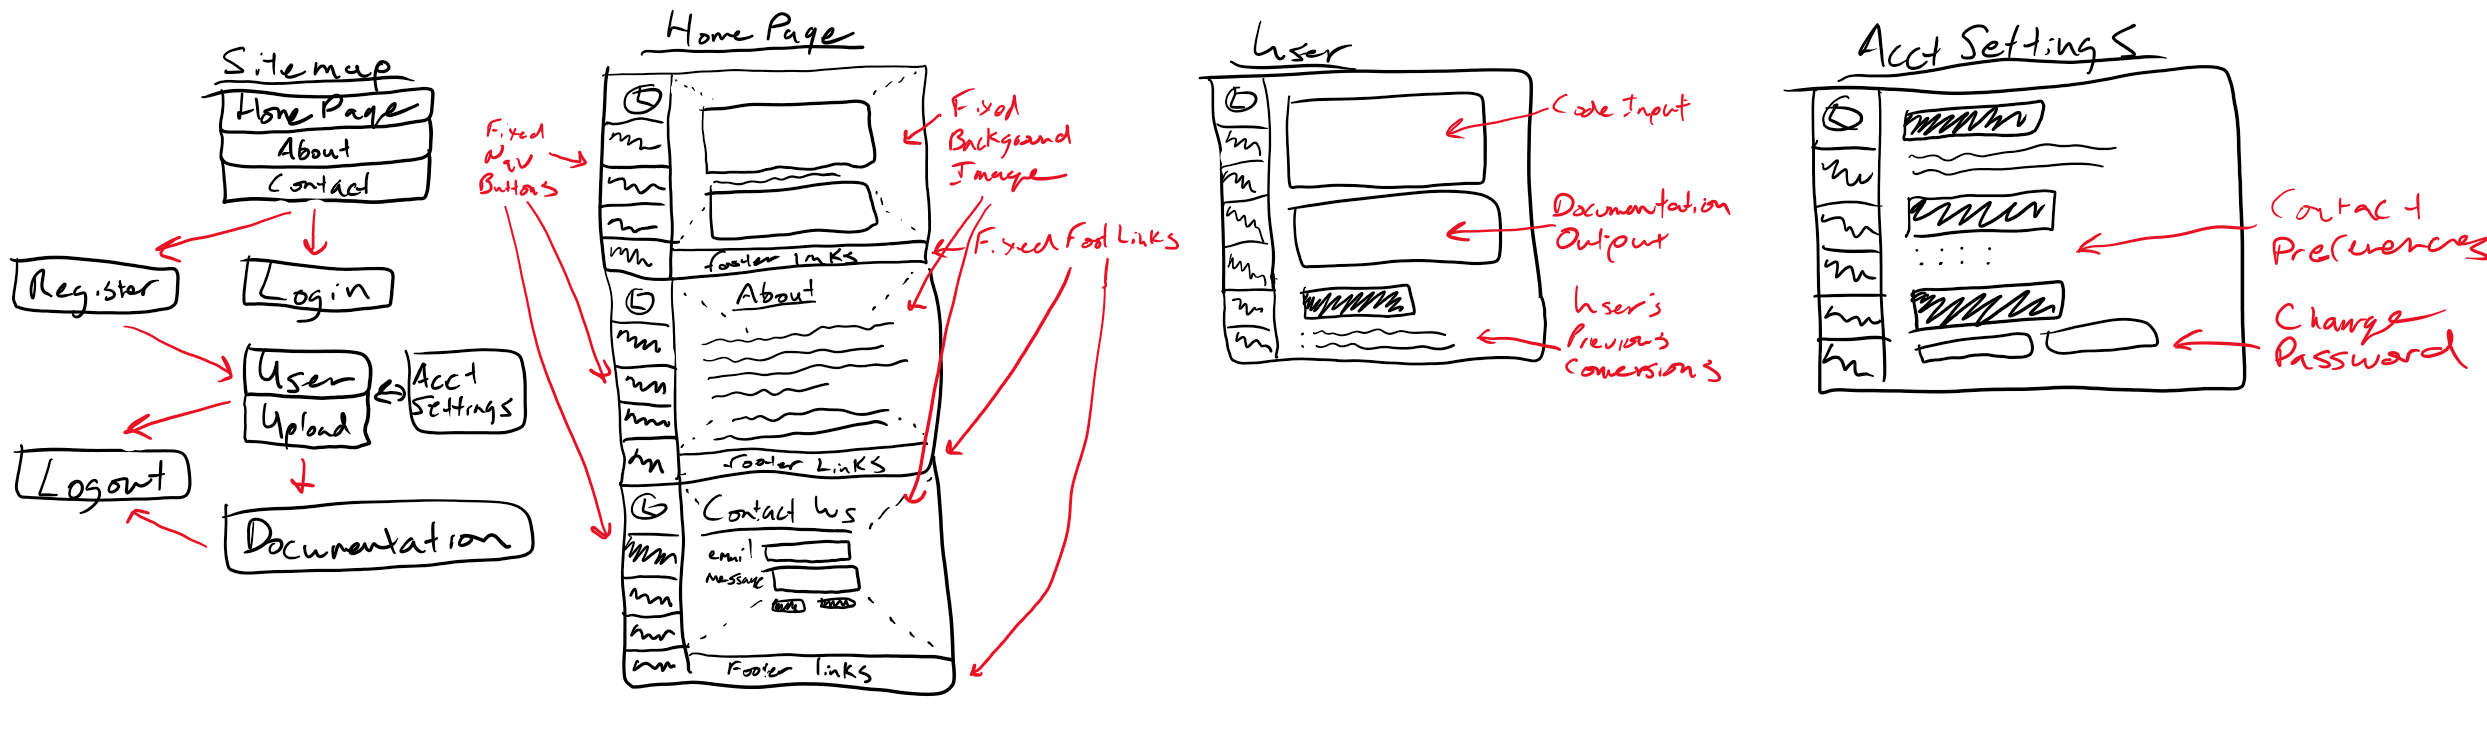 Sitemap
Home Page
About
Contact
Register
Login
User
Upload
Acct
Settings
Logout
Documentation
Home Page
Fixed
Nav
Buttons
Fixed
Background
Image
Fixed Foot Links
footer links
About
footer Links
Contact Us
email
message
Footer links
User
Code Input
Documentation
Output
User's
Previous
Conversions
Acct Settings
Contact
Preferences
Change
Password